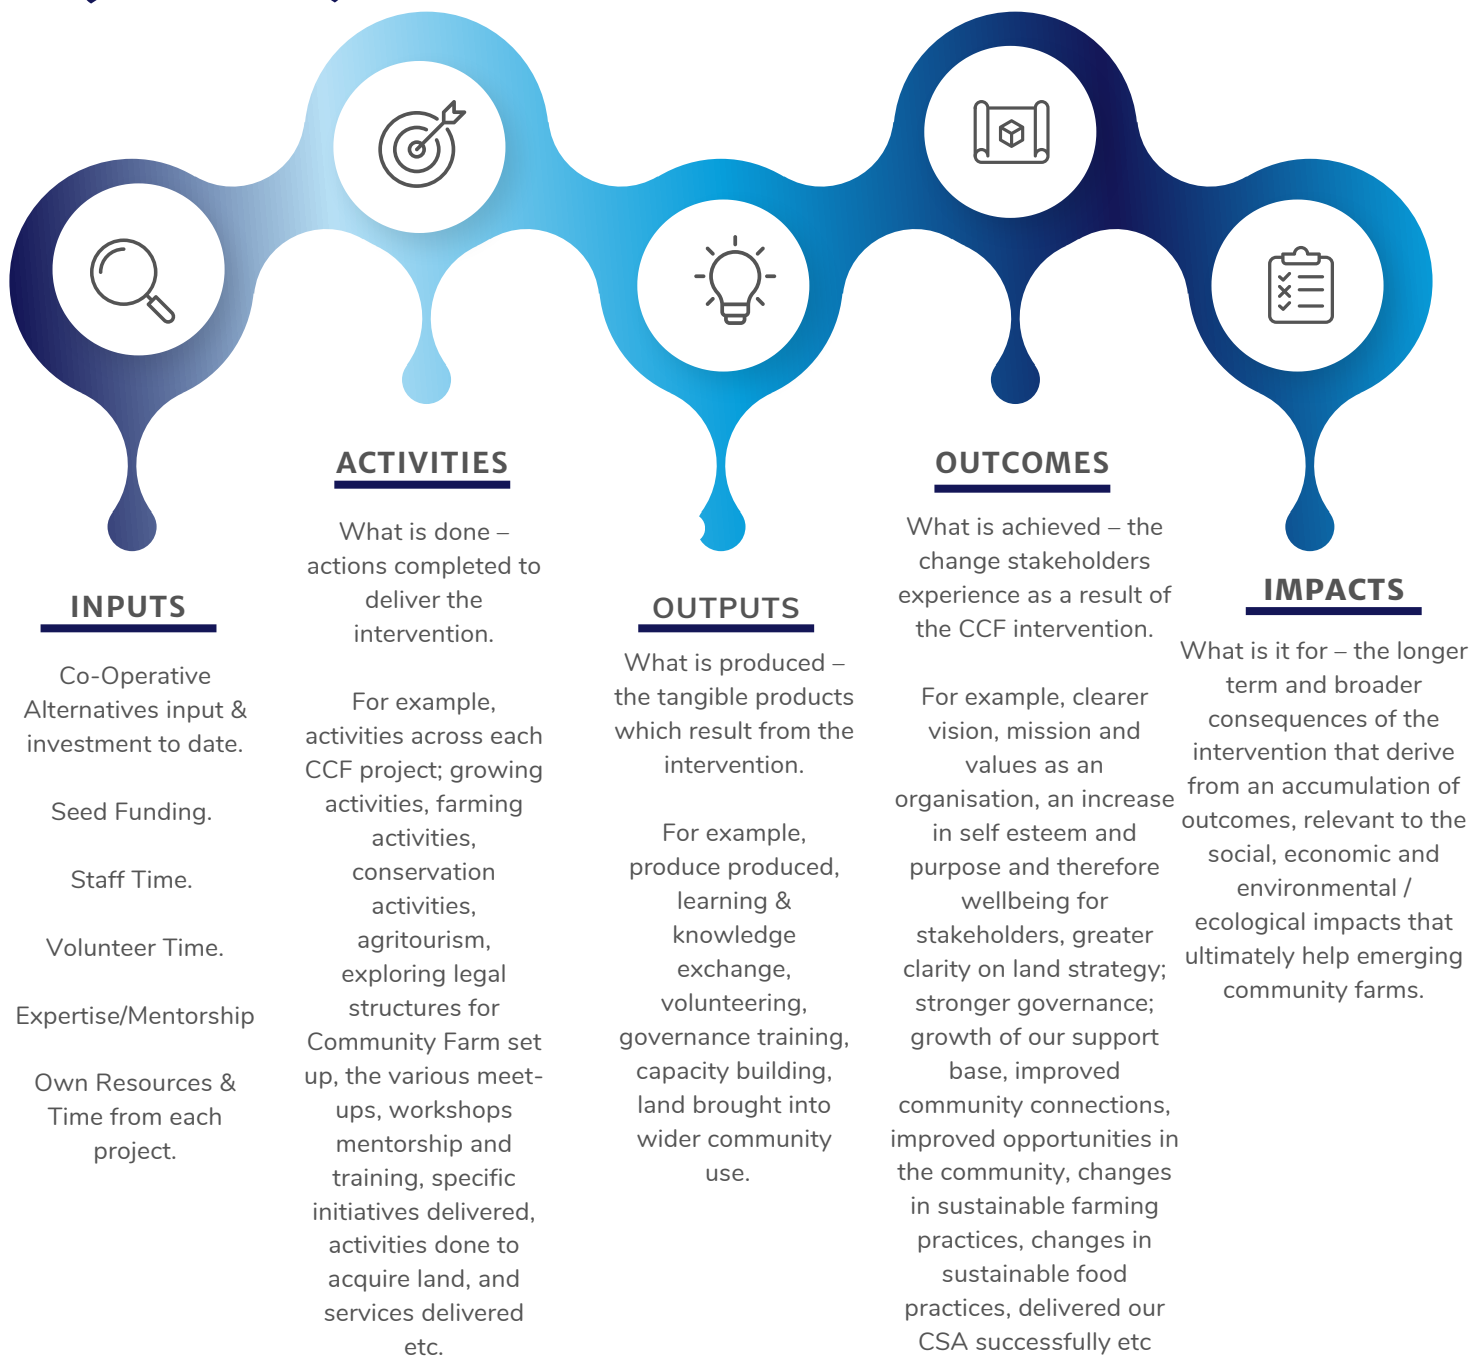 INPUTS
Co-Operative
Alternatives input &
investment to date.
Seed Funding.
Staff Time.
Volunteer Time.
Expertise/Mentorship
Own Resources &
Time from each
project.
ACTIVITIES
What is done –
actions completed to
deliver the
intervention.
For example,
activities across each
CCF project; growing
activities, farming
activities,
conservation
activities,
agritourism,
exploring legal
structures for
Community Farm set
up, the various meet-
ups, workshops
mentorship and
training, specific
initiatives delivered,
activities done to
acquire land, and
services delivered
etc.
OUTPUTS
What is produced –
the tangible products
which result from the
intervention.
For example,
produce produced,
learning &
knowledge
exchange,
volunteering,
governance training,
capacity building,
land brought into
wider community
use.
OUTCOMES
What is achieved – the
change stakeholders
experience as a result of
the CCF intervention.
For example, clearer
vision, mission and
values as an
organisation, an increase
in self esteem and
purpose and therefore
wellbeing for
stakeholders, greater
clarity on land strategy;
stronger governance;
growth of our support
base, improved
community connections,
improved opportunities in
the community, changes
in sustainable farming
practices, changes in
sustainable food
practices, delivered our
CSA successfully etc
IMPACTS
What is it for – the longer
term and broader
consequences of the
intervention that derive
from an accumulation of
outcomes, relevant to the
social, economic and
environmental /
ecological impacts that
ultimately help emerging
community farms.